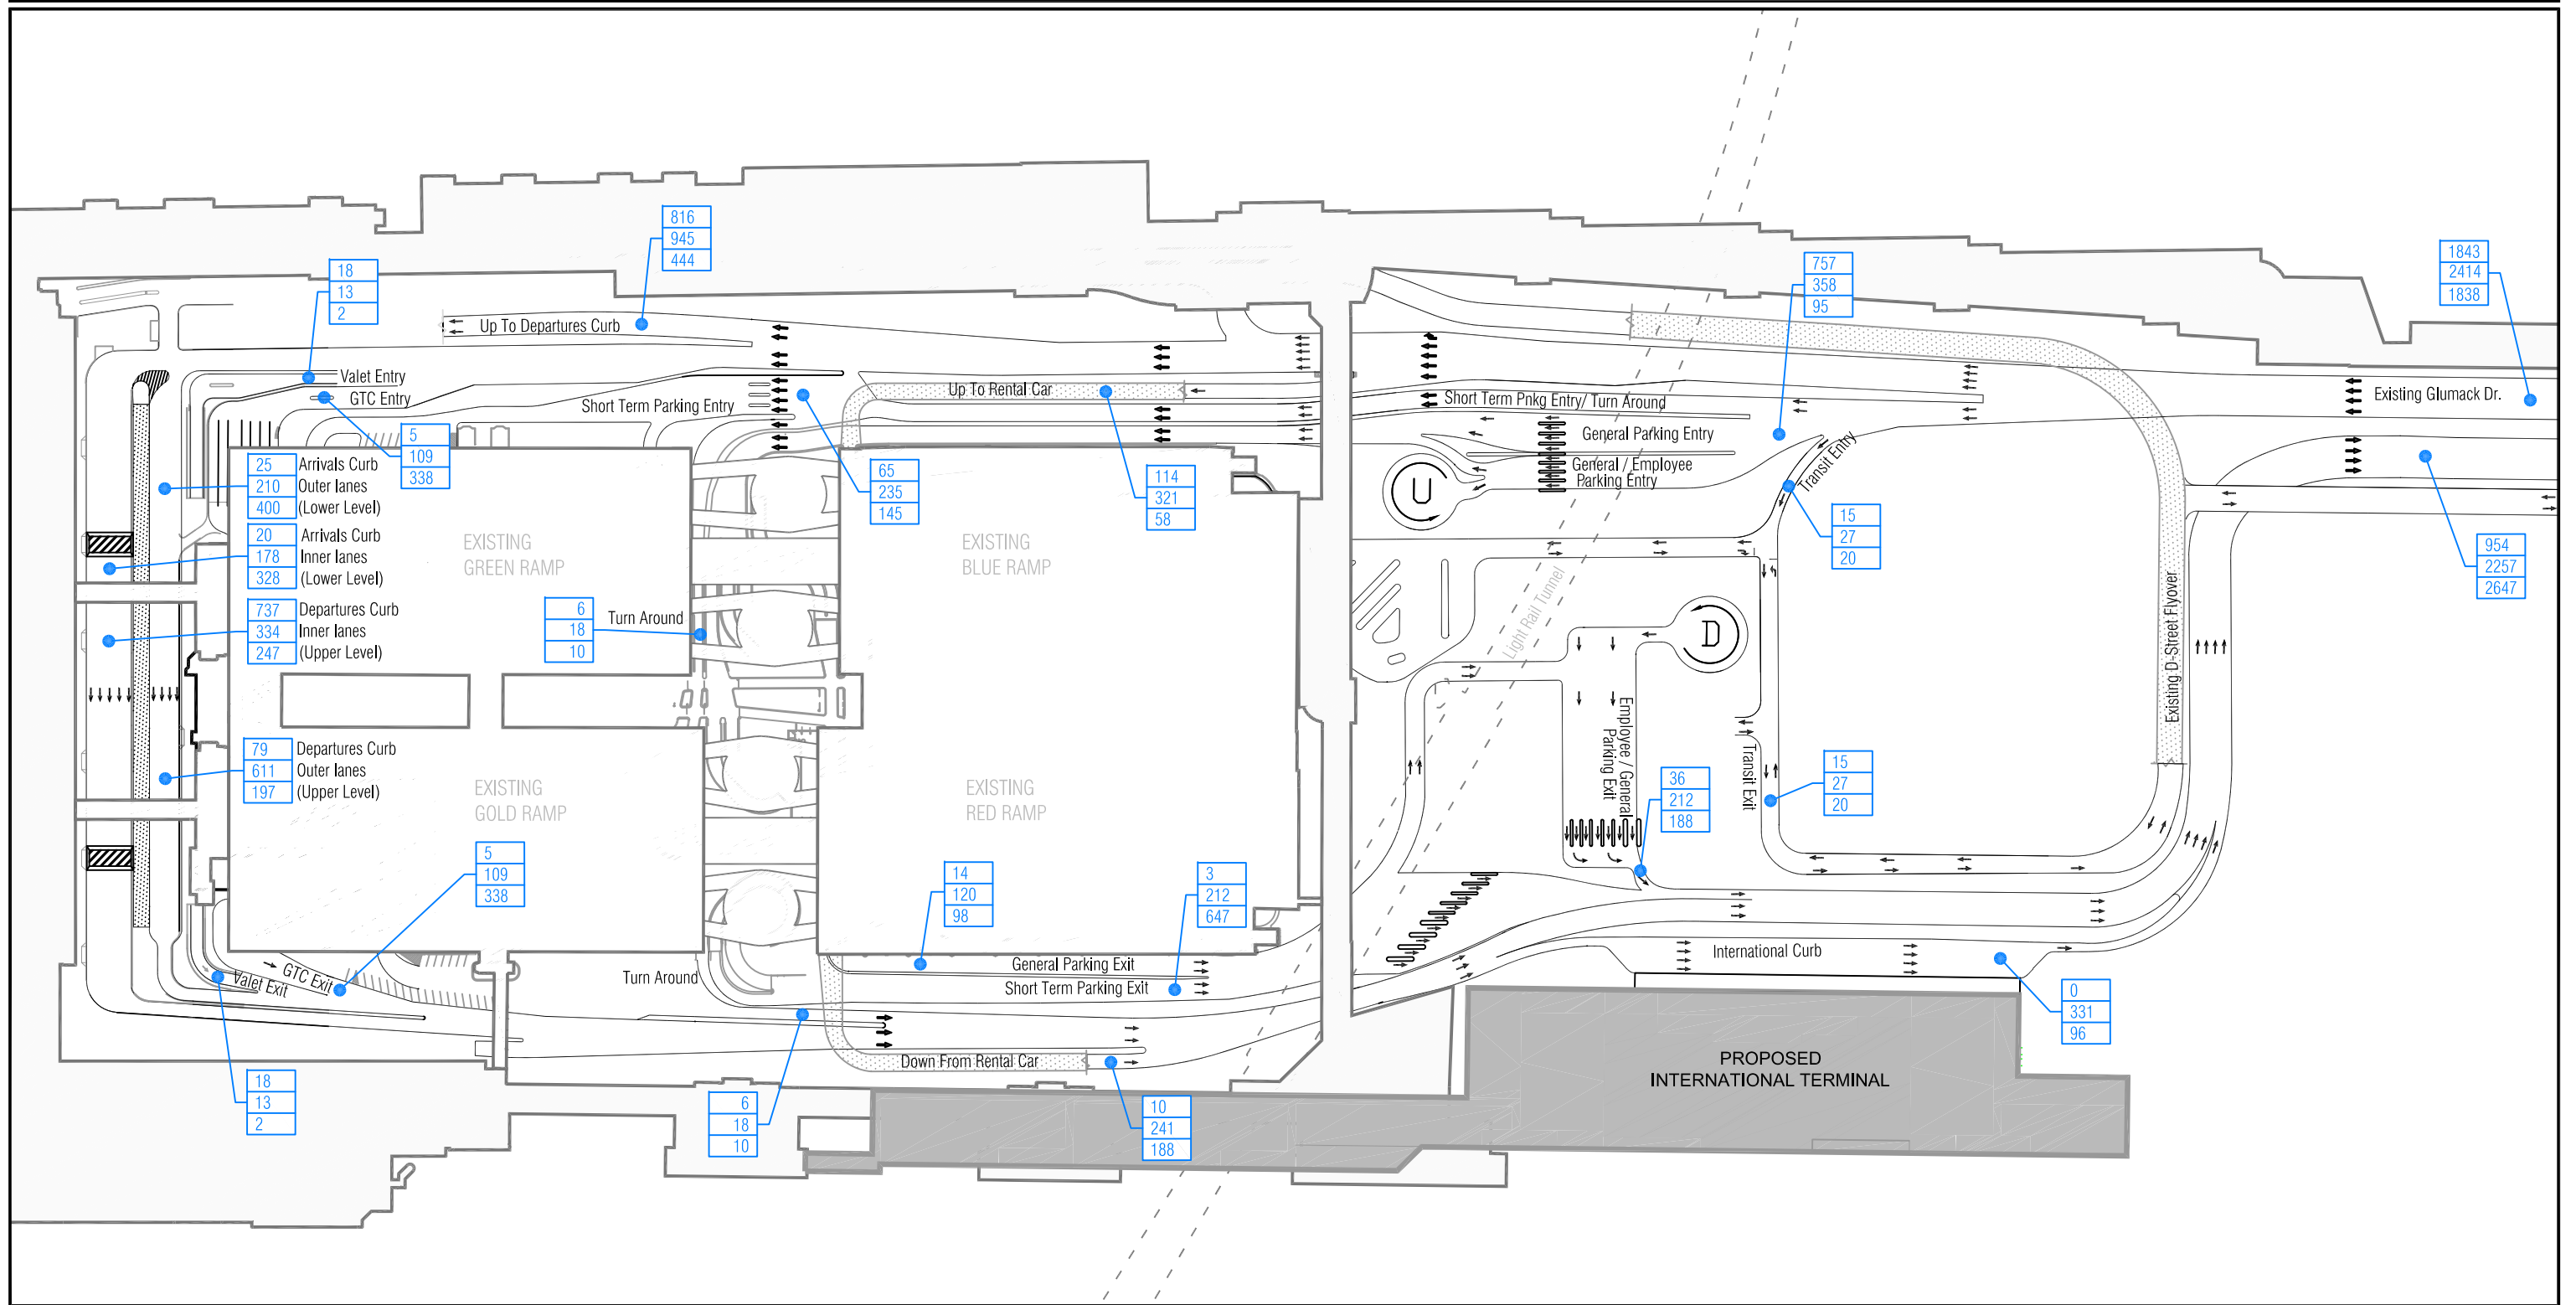 816
945
444
1843
2414
1838
757
358
95
18
13
2
Up To Departures Curb
Valet Entry
GTC Entry
Short Term Parking Entry
Up To Rental Car
Short Term Pnkg Entry/ Turn Around
Existing Glumack Dr.
General Parking Entry
General / Employee
Parking Entry
Transit Entry
U
5
109
338
25
210
400
Arrivals Curb
Outer lanes
(Lower Level)
65
235
145
114
321
58
15
27
20
954
2257
2647
20
178
328
Arrivals Curb
Inner lanes
(Lower Level)
EXISTING
GREEN RAMP
EXISTING
BLUE RAMP
737
334
247
Departures Curb
Inner lanes
(Upper Level)
6
18
10
Turn Around
Light Rail Tunnel
D
Existing D-Street Flyover
79
611
197
Departures Curb
Outer lanes
(Upper Level)
EXISTING
GOLD RAMP
EXISTING
RED RAMP
Employee / General
Parking Exit
36
212
188
Transit Exit
15
27
20
5
109
338
14
120
98
3
212
647
GTC Exit
Valet Exit
Turn Around
General Parking Exit
Short Term Parking Exit
International Curb
0
331
96
Down From Rental Car
PROPOSED
INTERNATIONAL TERMINAL
18
13
2
6
18
10
10
241
188